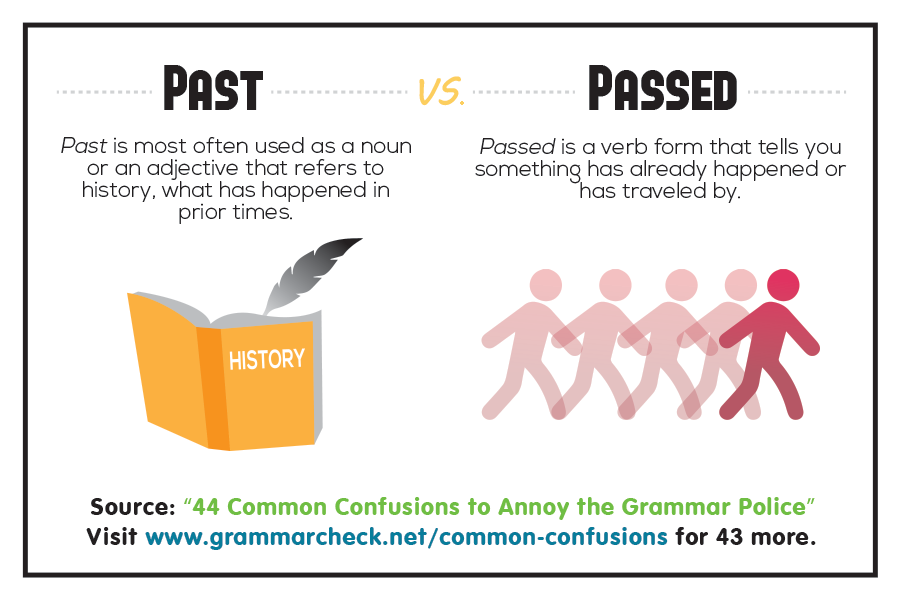 PAST vs. PASSED
Past is most often used as a noun
or an adjective that refers to
history, what has happened in
prior times.
Passed is a verb form that tells you
something has already happened or
has traveled by.
HISTORY
Source: “44 Common Confusions to Annoy the Grammar Police”
Visit www.grammarcheck.net/common-confusions for 43 more.